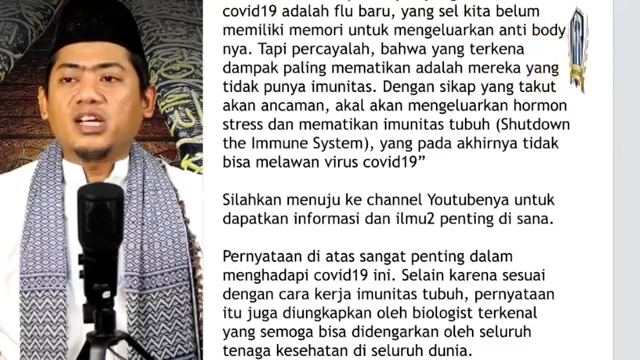 covid19 adalah flu baru, yang sel kita belum
memiliki memori untuk mengeluarkan anti body
nya. Tapi percayalah, bahwa yang terkena
dampak paling mematikan adalah mereka yang
tidak punya imunitas. Dengan sikap yang takut
akan ancaman, akal akan mengeluarkan hormon
stress dan mematikan imunitas tubuh (Shutdown
the Immune System), yang pada akhirnya tidak
bisa melawan virus covid19”
Silahkan menuju ke channel Youtubenya untuk
dapatkan informasi dan ilmu2 penting di sana.
Pernyataan di atas sangat penting dalam
menghadapi covid19 ini. Selain karena sesuai
dengan cara kerja imunitas tubuh, pernyataan
itu juga diungkapkan oleh biologist terkenal
yang semoga bisa didengarkan oleh seluruh
tenaga kesehatan di seluruh dunia.